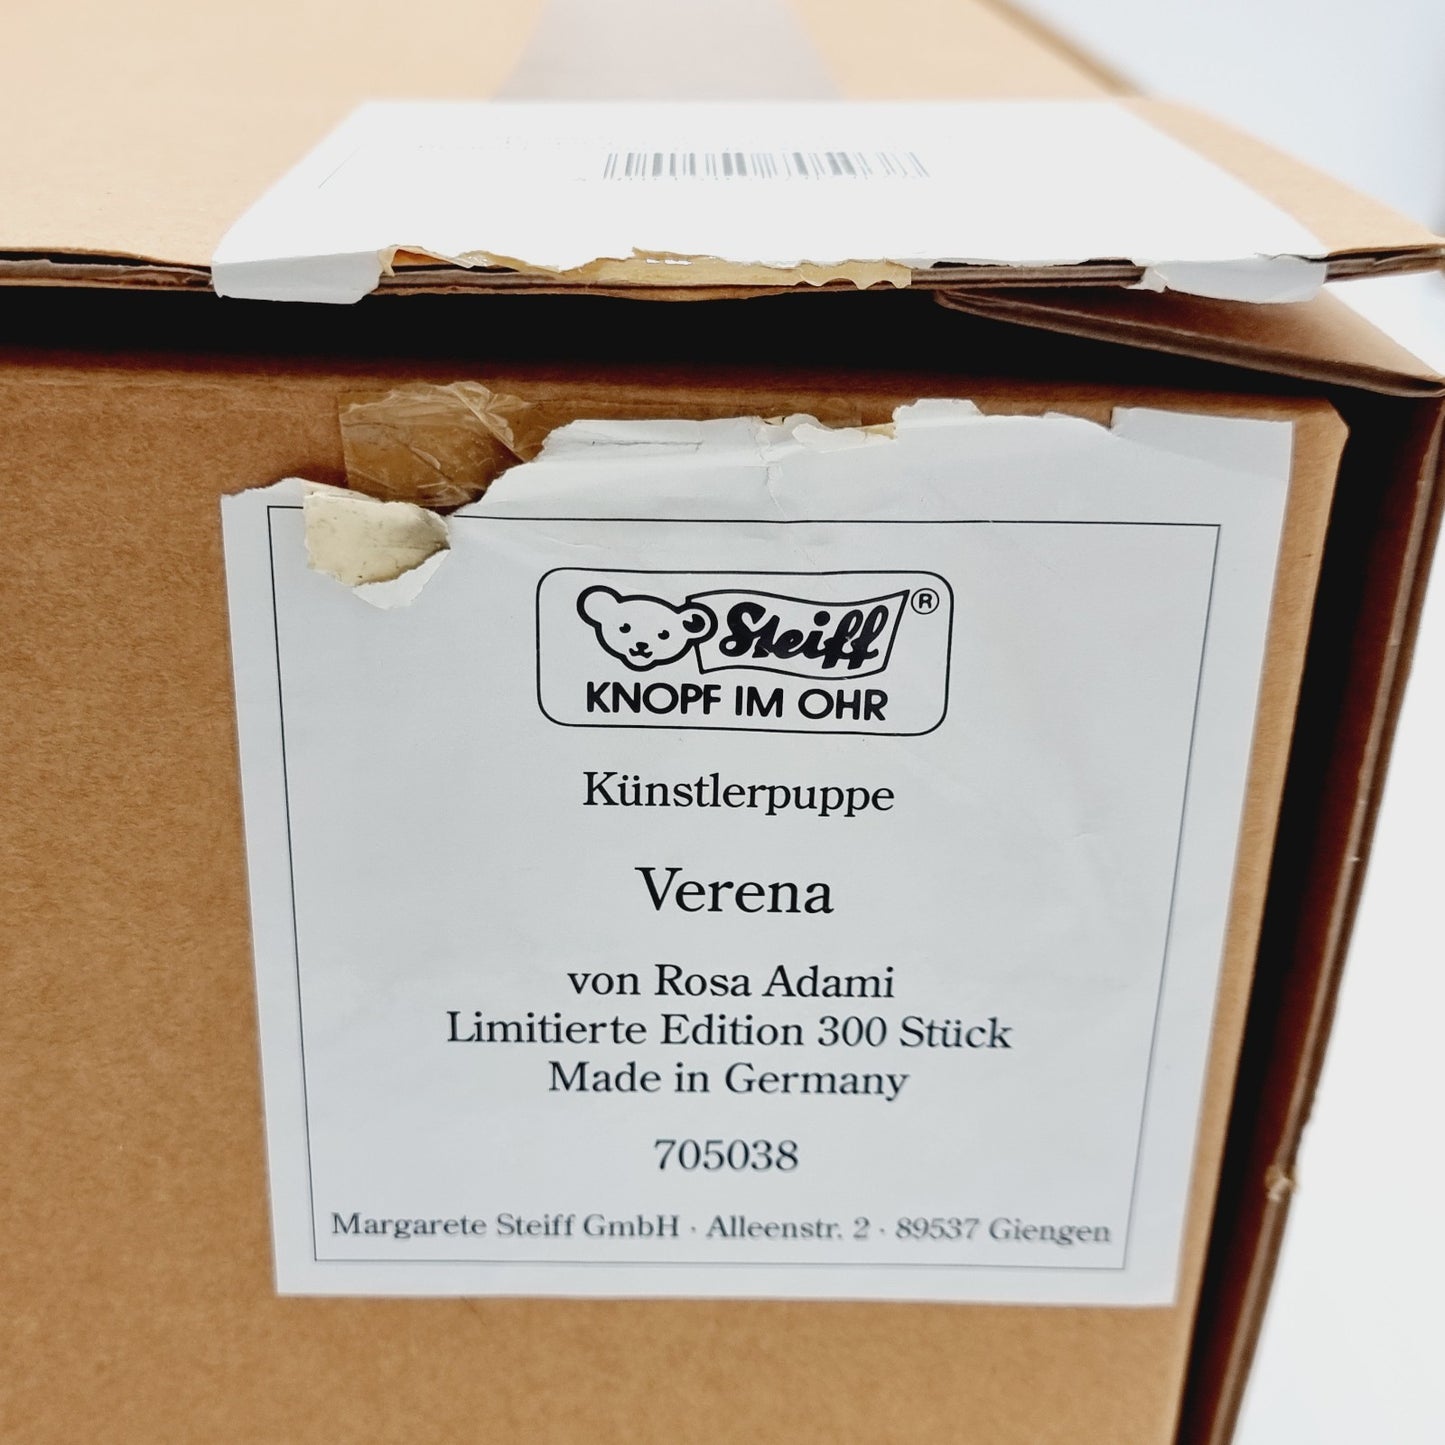 Steiff ®
KNOPF IM OHR
Künstlerpuppe
Verena
von Rosa Adami
Limitierte Edition 300 Stück
Made in Germany
705038
Margarete Steiff GmbH · Alleenstr. 2 · 89537 Giengen